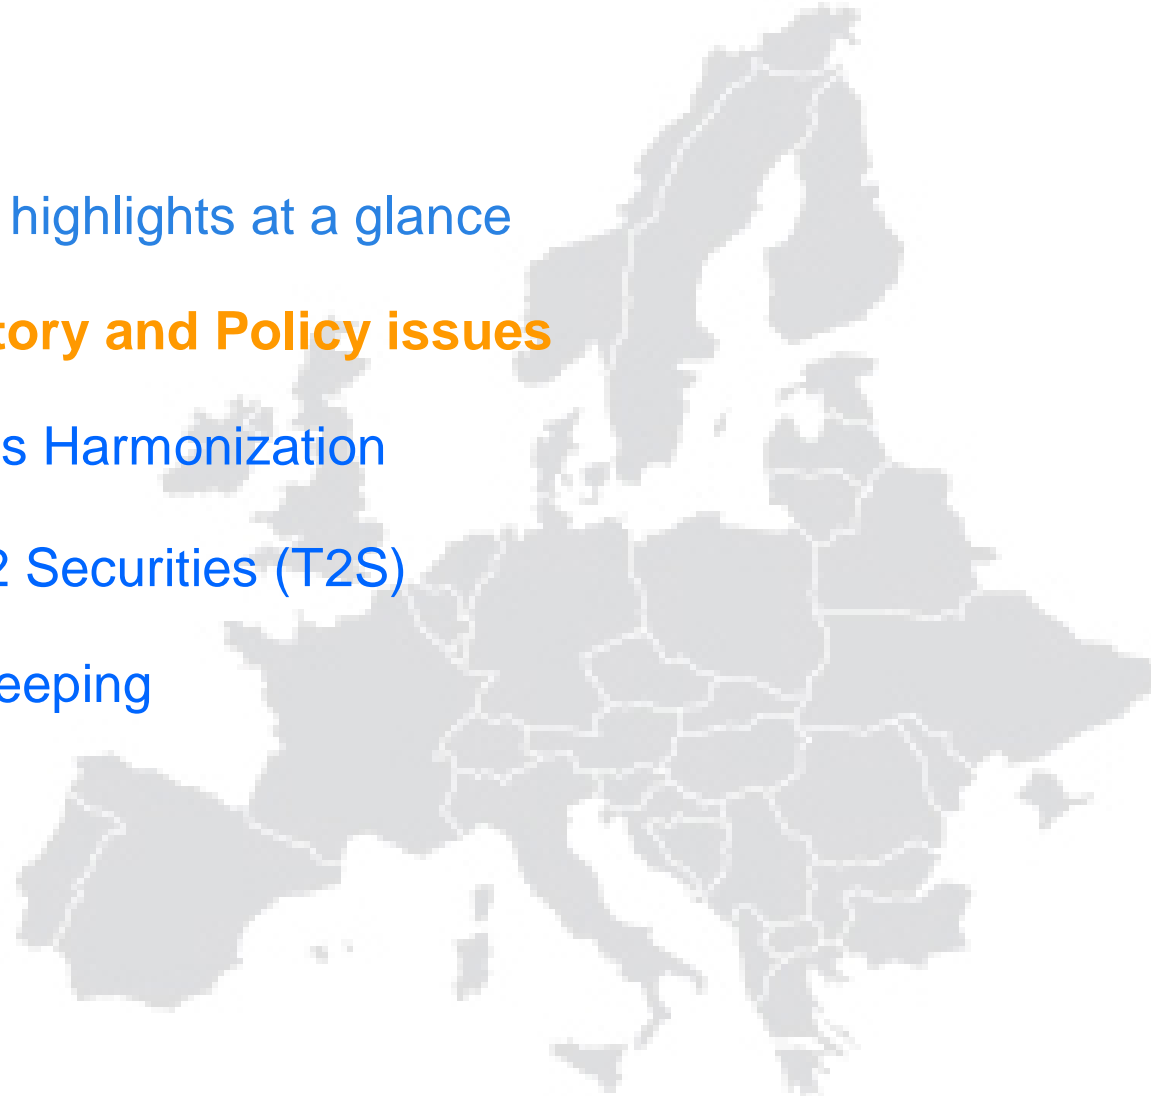 highlights at a glance
tory and Policy issues
s Harmonization
2 Securities (T2S)
eeping